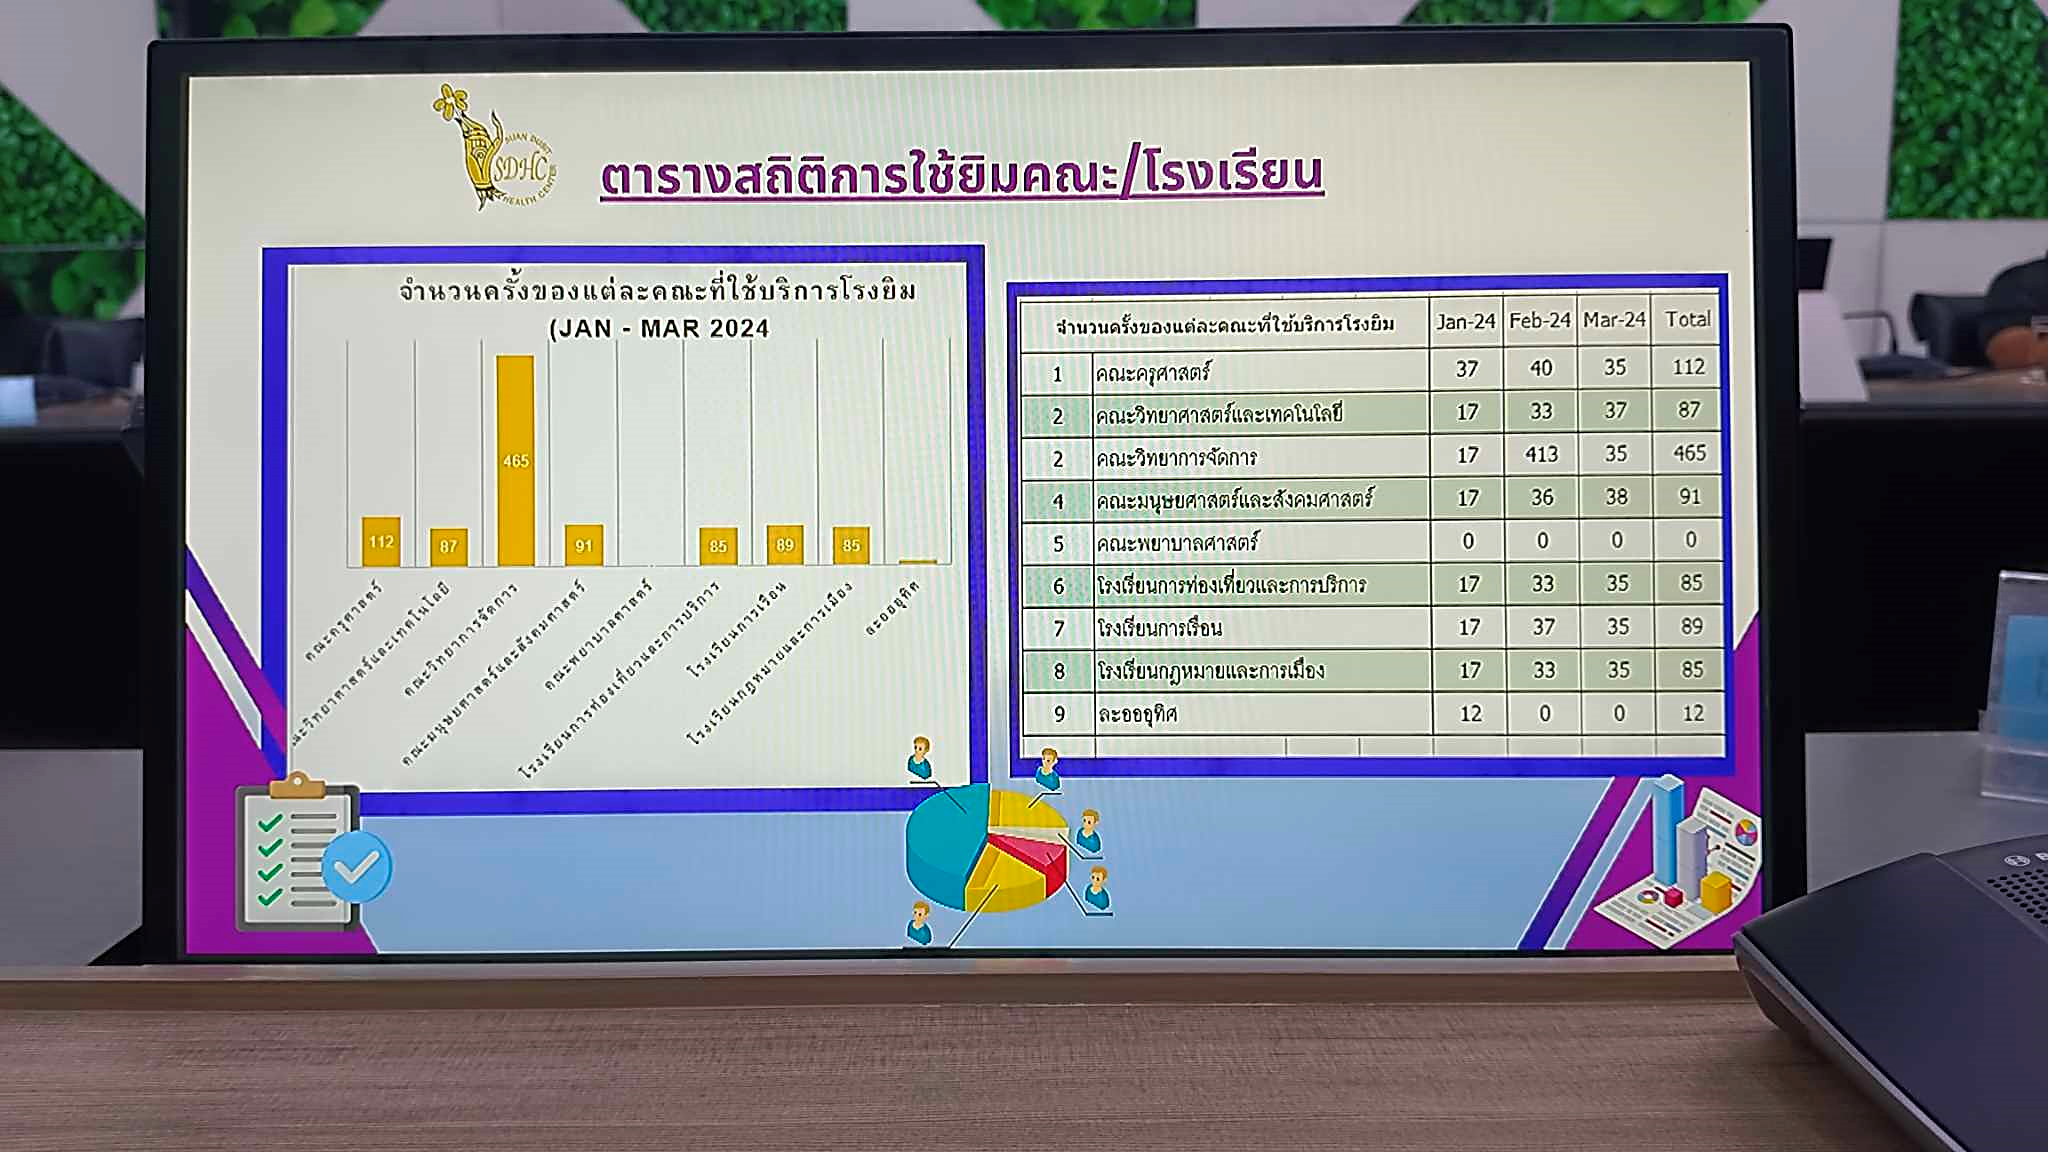 SUAN DUSIT
SDHC
HEALTH CENTER
ตารางสถิติการใช้ยิมคณะ/โรงเรียน
จำนวนครั้งของแต่ละคณะที่ใช้บริการโรงยิม
(JAN - MAR 2024
112
87
465
91
85
89
85
คณะครุศาสตร์
ณะวิทยาศาสตร์และเทคโนโลยี
คณะวิทยาการจัดการ
คณะมนุษยศาสตร์และสังคมศาสตร์
คณะพยาบาลศาสตร์
โรงเรียนการท่องเที่ยวและการบริการ
โรงเรียนการเรือน
โรงเรียนกฎหมายและการเมือง
ละอออุทิศ
จำนวนครั้งของแต่ละคณะที่ใช้บริการโรงยิม Jan-24 Feb-24 Mar-24 Total
1 คณะครุศาสตร์ 37 40 35 112
2 คณะวิทยาศาสตร์และเทคโนโลยี 17 33 37 87
2 คณะวิทยาการจัดการ 17 413 35 465
4 คณะมนุษยศาสตร์และสังคมศาสตร์ 17 36 38 91
5 คณะพยาบาลศาสตร์ 0 0 0 0
6 โรงเรียนการท่องเที่ยวและการบริการ 17 33 35 85
7 โรงเรียนการเรือน 17 37 35 89
8 โรงเรียนกฎหมายและการเมือง 17 33 35 85
9 ละอออุทิศ 12 0 0 12